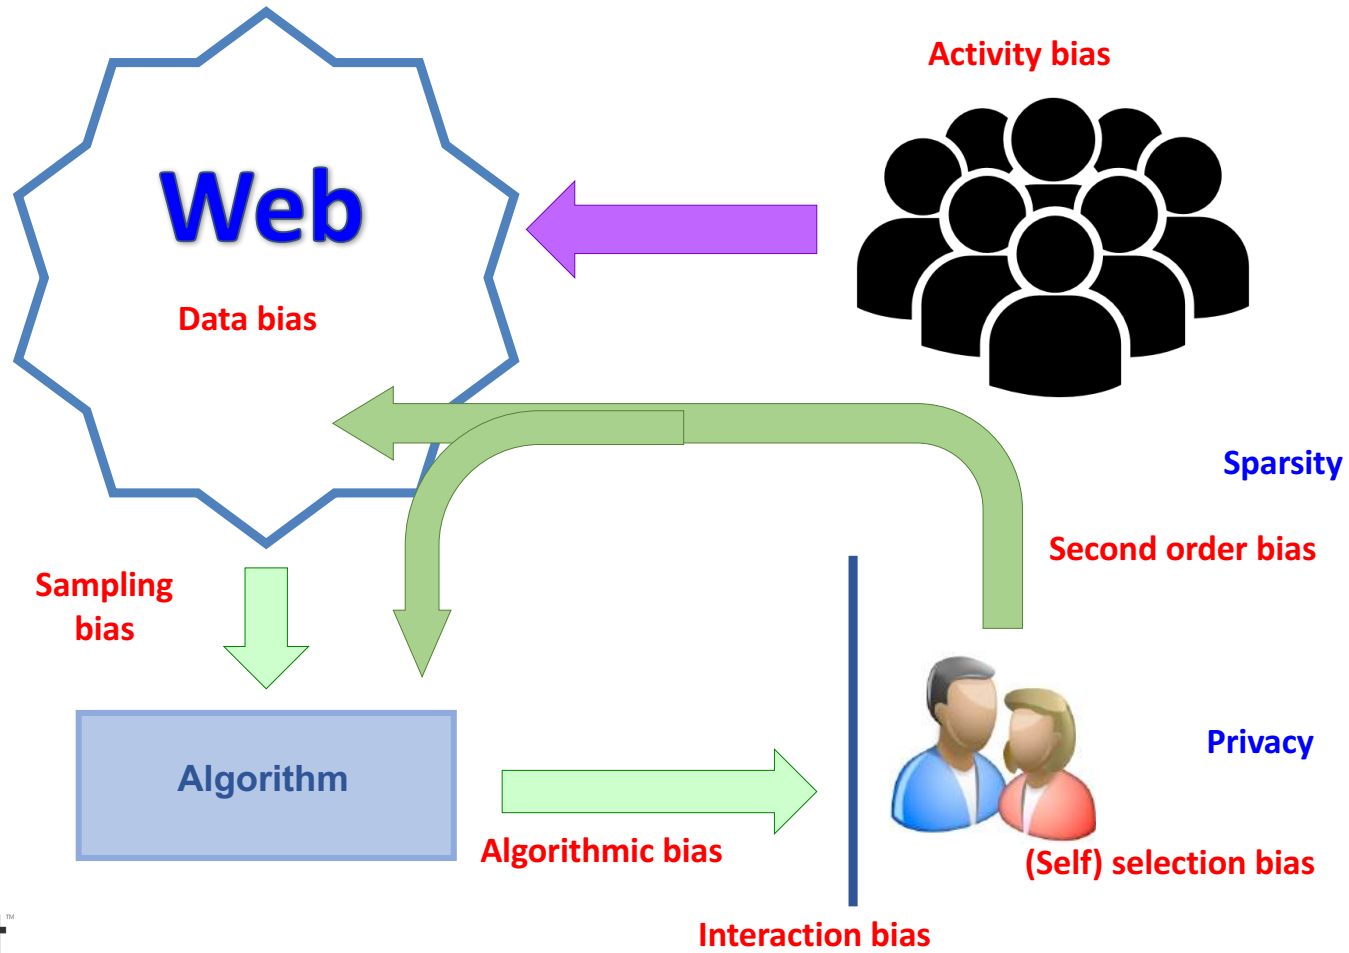 Activity bias
Web
Data bias
Sparsity
Second order bias
Sampling
bias
Privacy
Algorithm
Algorithmic bias
(Self) selection bias
Interaction bias
TM